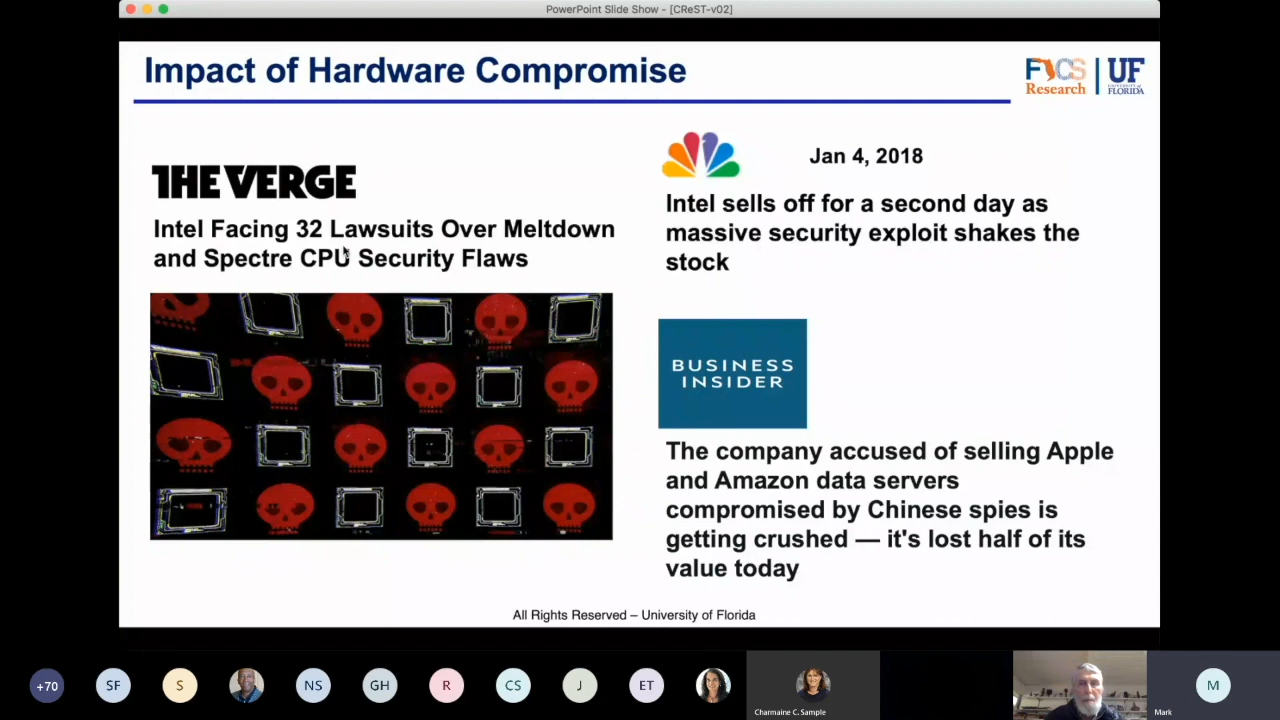 PowerPoint Slide Show - [CReST-v02]
Impact of Hardware Compromise
FICS
Research
UF
UNIVERSITY of
FLORIDA
THE VERGE
Intel Facing 32 Lawsuits Over Meltdown
and Spectre CPU Security Flaws
Jan 4, 2018
Intel sells off for a second day as
massive security exploit shakes the
stock
BUSINESS
INSIDER
The company accused of selling Apple
and Amazon data servers
compromised by Chinese spies is
getting crushed — it's lost half of its
value today
All Rights Reserved – University of Florida
+70
SF
S
NS
GH
R
CS
J
ET
Charmaine C. Sample
Mark
M